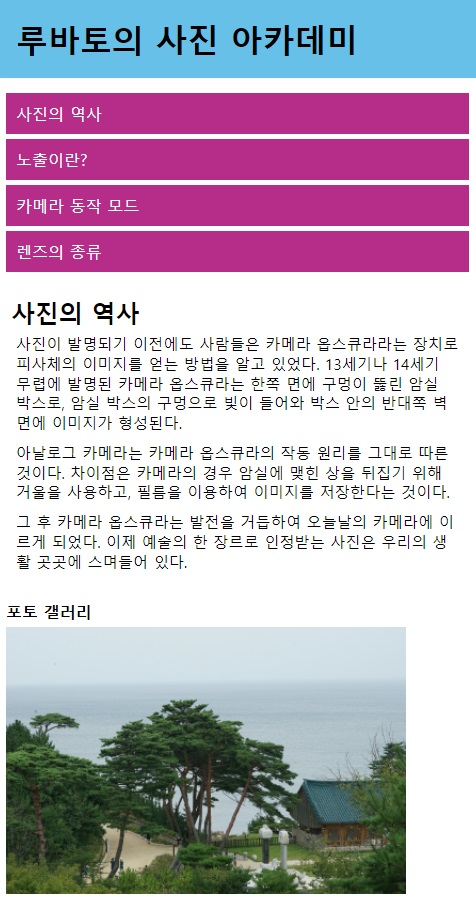 루바토의 사진 아카데미
사진의 역사
노출이란?
카메라 동작 모드
렌즈의 종류
사진의 역사
사진이 발명되기 이전에도 사람들은 카메라 옵스큐라라는 장치로
피사체의 이미지를 얻는 방법을 알고 있었다. 13세기나 14세기
무렵에 발명된 카메라 옵스큐라는 한쪽 면에 구멍이 뚫린 암실
박스로, 암실 박스의 구멍으로 빛이 들어와 박스 안의 반대쪽 벽
면에 이미지가 형성된다.
아날로그 카메라는 카메라 옵스큐라의 작동 원리를 그대로 따른
것이다. 차이점은 카메라의 경우 암실에 맺힌 상을 뒤집기 위해
거울을 사용하고, 필름을 이용하여 이미지를 저장한다는 것이다.
그 후 카메라 옵스큐라는 발전을 거듭하여 오늘날의 카메라에 이
르게 되었다. 이제 예술의 한 장르로 인정받는 사진은 우리의 생
활 곳곳에 스며들어 있다.
포토 갤러리